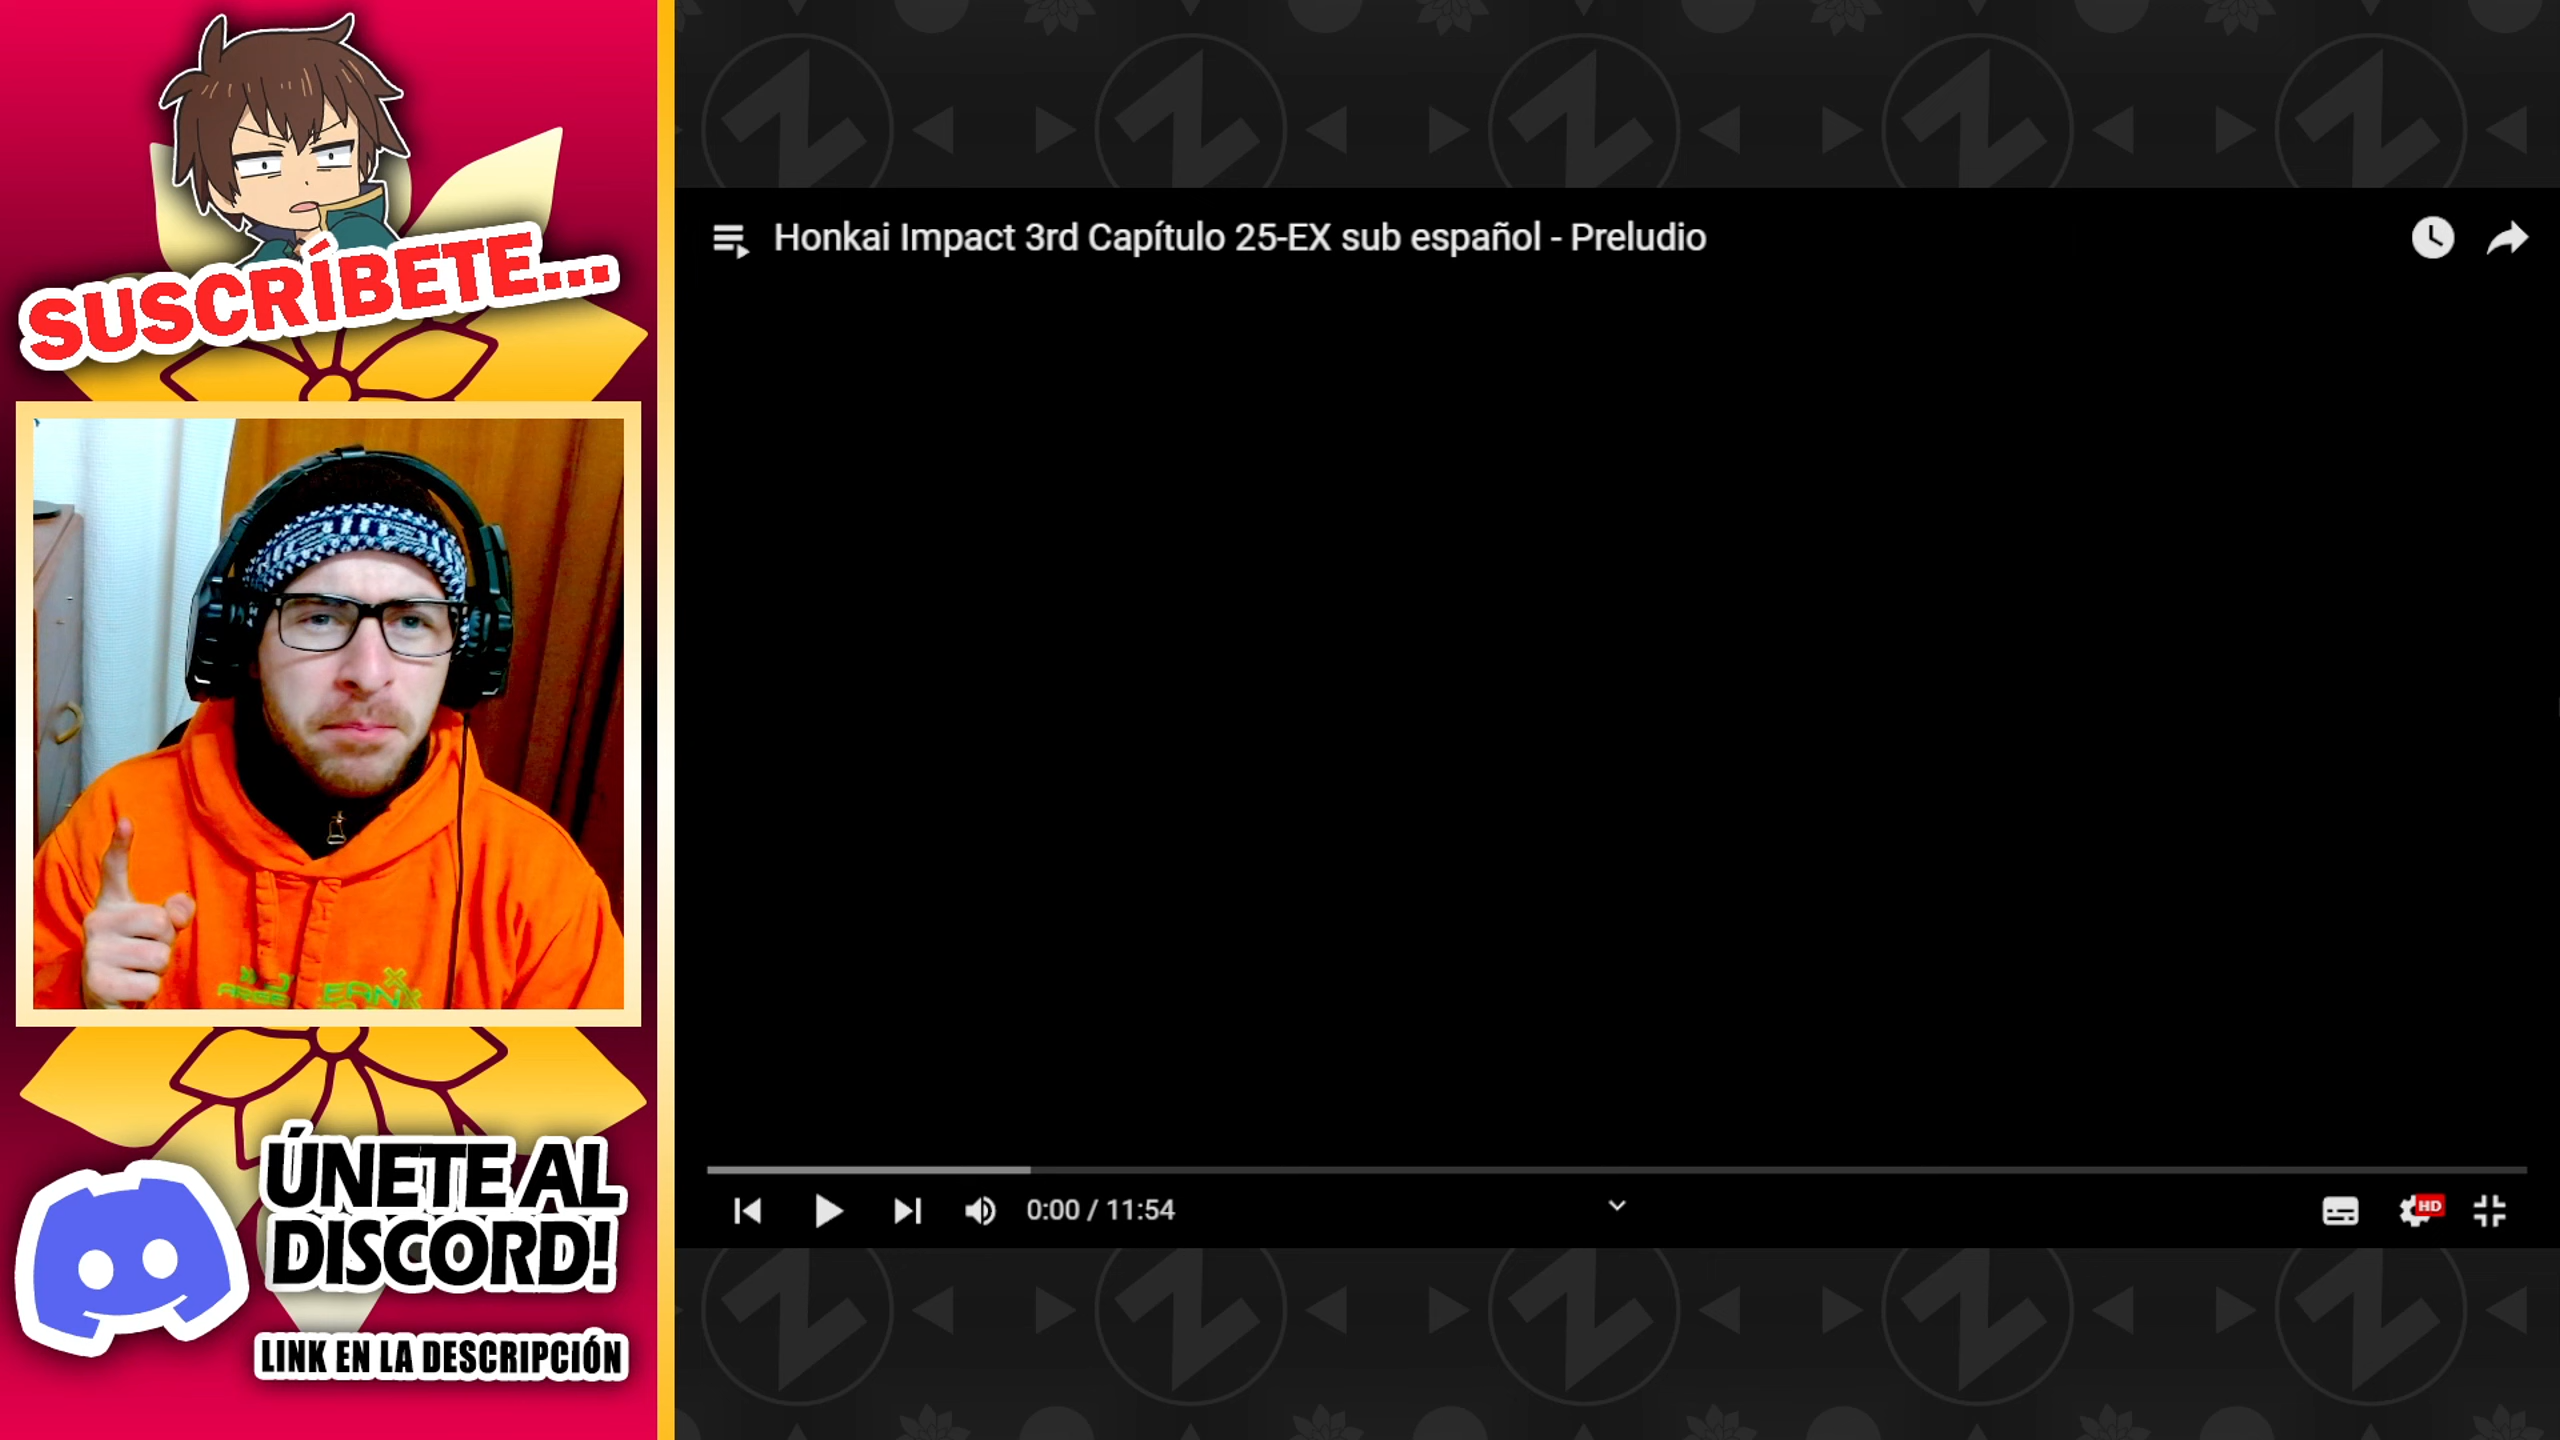 SUSCRÍBETE...
Honkai Impact 3rd Capítulo 25-EX sub español - Preludio
0:00 / 11:54
HD
ÚNETE AL
DISCORD!
LINK EN LA DESCRIPCIÓN